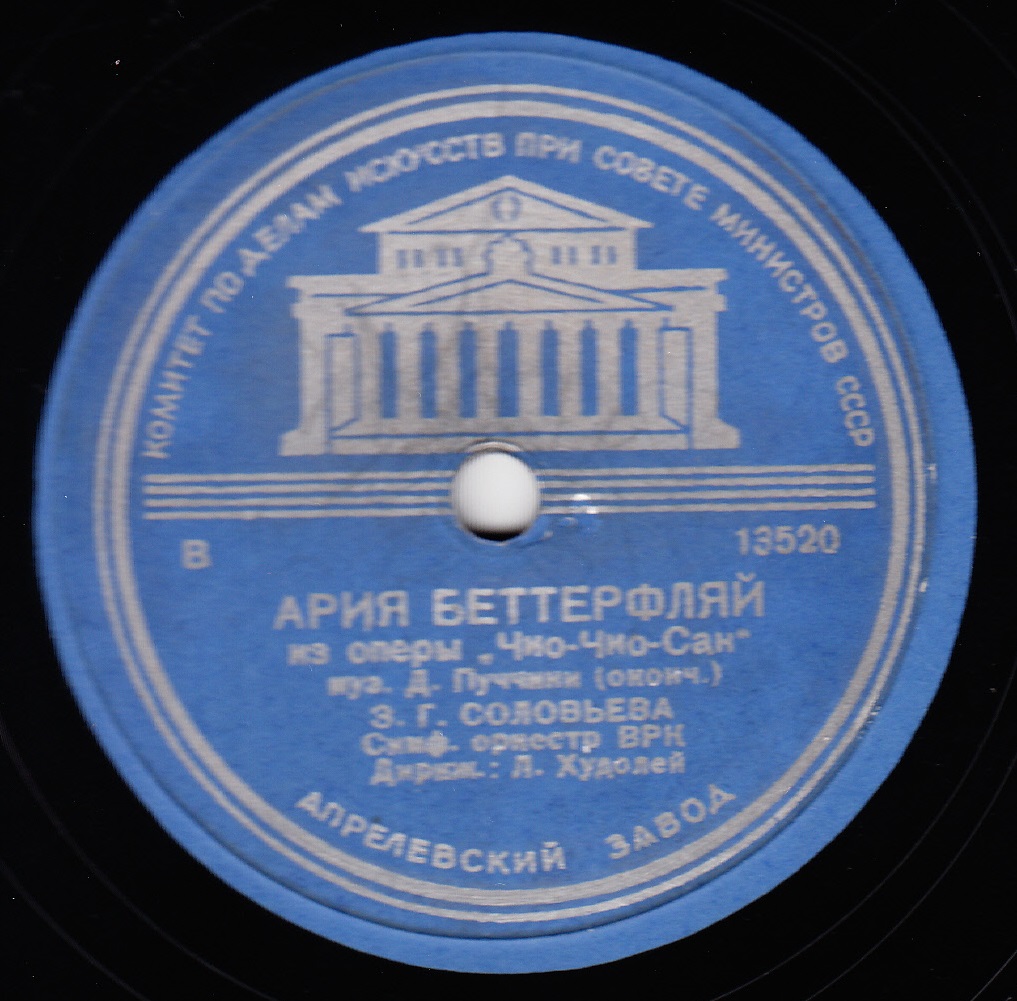 КОМИТЕТ ПО ДЕЛАМ ИСКУССТВ ПРИ СОВЕТЕ МИНИСТРОВ СССР
В 13520
АРИЯ БЕТТЕРФЛЯЙ
из оперы „Чио-Чио-Сан"
муз. Д. Пуччини (оконч.)
Э. Г. СОЛОВЬЕВА
Симф. оркестр ВРК
Дириж.: Л. Худолей
АПРЕЛЕВСКИЙ ЗАВОД